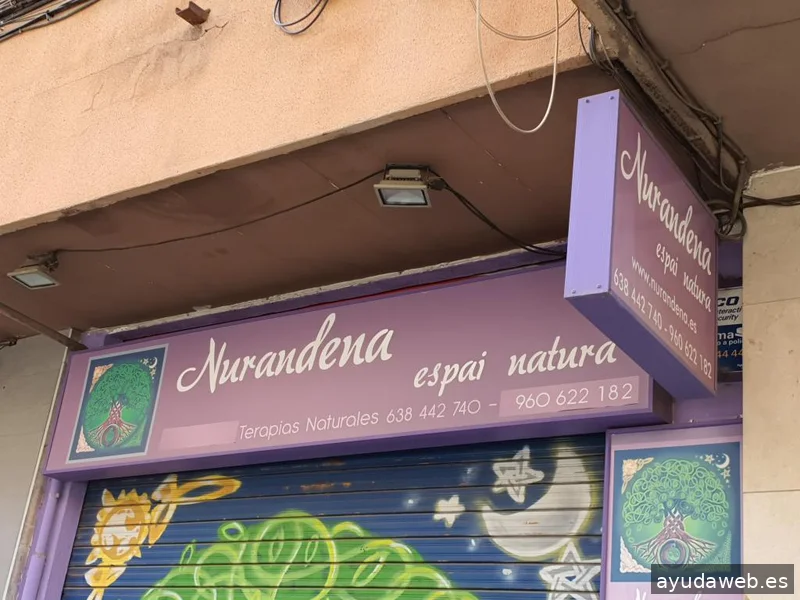 Nurandena
espai natura
Terapias Naturales 638 442 740 - 960 622 182
Nurandena
espai natura
www.nurandena.es
638 442 740 - 960 622 182
ayudaweb.es